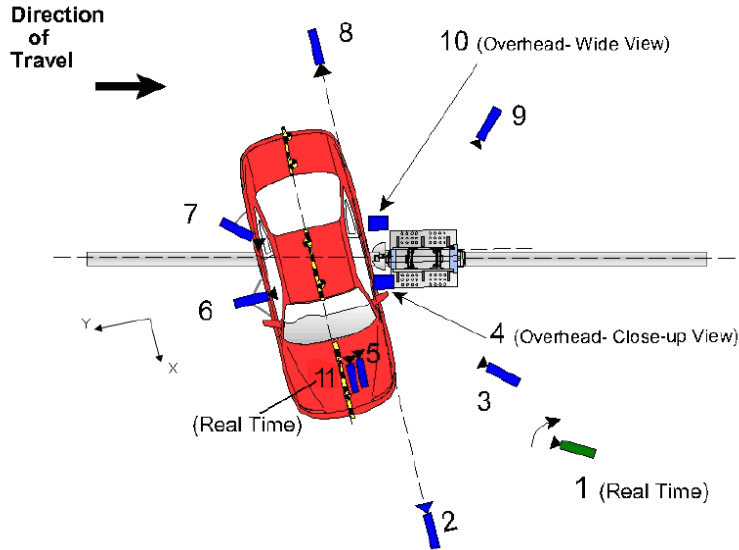 Direction
of
Travel
8
10 (Overhead- Wide View)
9
7
6
Y
X
4 (Overhead- Close-up View)
5
11
3
(Real Time)
1 (Real Time)
2